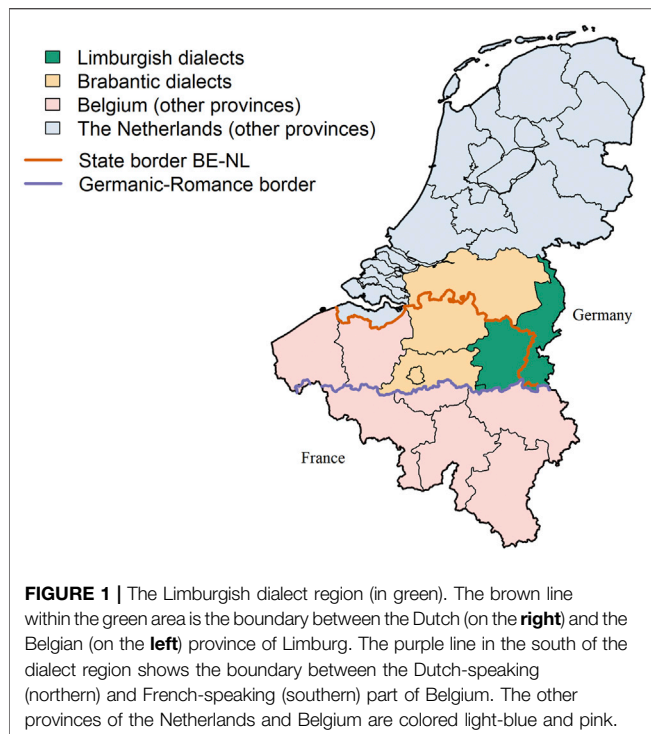 Limburgish dialects
Brabantic dialects
Belgium (other provinces)
The Netherlands (other provinces)
State border BE-NL
Germanic-Romance border
Germany
France
FIGURE 1 | The Limburgish dialect region (in green). The brown line
within the green area is the boundary between the Dutch (on the right) and the
Belgian (on the left) province of Limburg. The purple line in the south of the
dialect region shows the boundary between the Dutch-speaking
(northern) and French-speaking (southern) part of Belgium. The other
provinces of the Netherlands and Belgium are colored light-blue and pink.